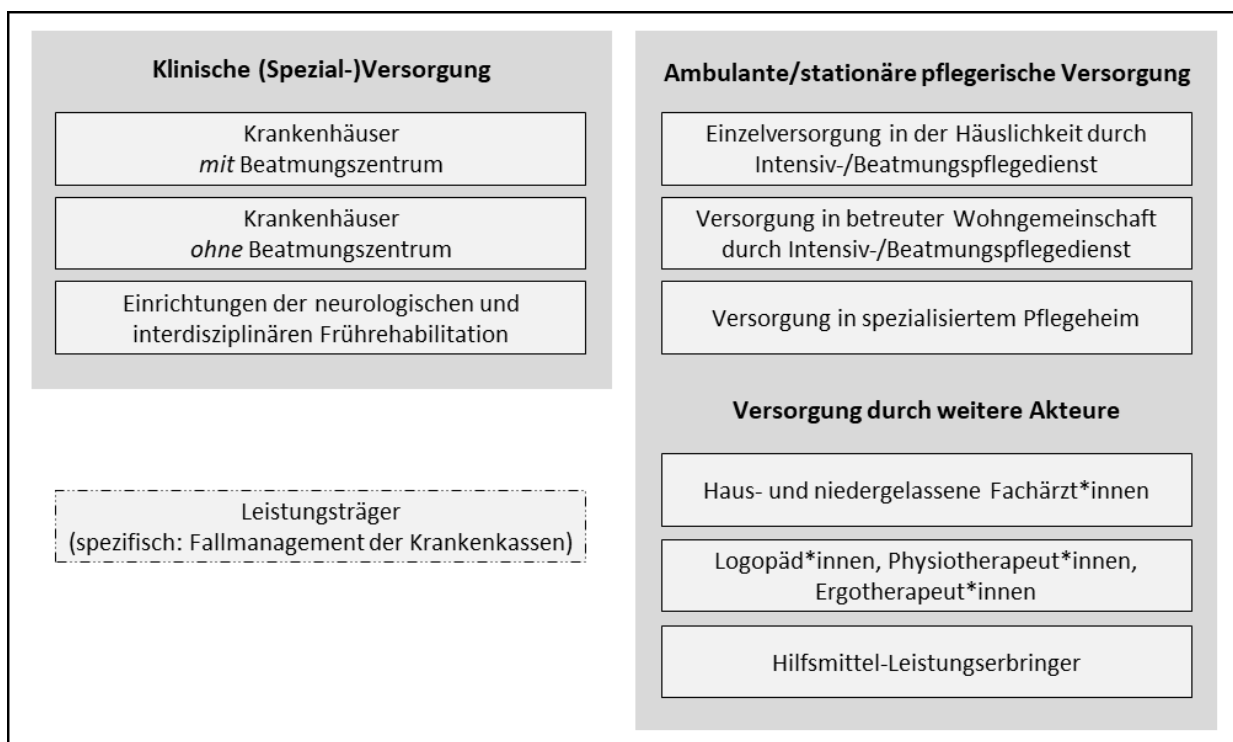 Klinische (Spezial-)Versorgung
Krankenhäuser
mit Beatmungszentrum
Krankenhäuser
ohne Beatmungszentrum
Einrichtungen der neurologischen und
interdisziplinären Frührehabilitation
Leistungsträger
(spezifisch: Fallmanagement der Krankenkassen)
Ambulante/stationäre pflegerische Versorgung
Einzelversorgung in der Häuslichkeit durch
Intensiv-/Beatmungspflegedienst
Versorgung in betreuter Wohngemeinschaft
durch Intensiv-/Beatmungspflegedienst
Versorgung in spezialisiertem Pflegeheim
Versorgung durch weitere Akteure
Haus- und niedergelassene Fachärzt*innen
Logopäd*innen, Physiotherapeut*innen,
Ergotherapeut*innen
Hilfsmittel-Leistungserbringer